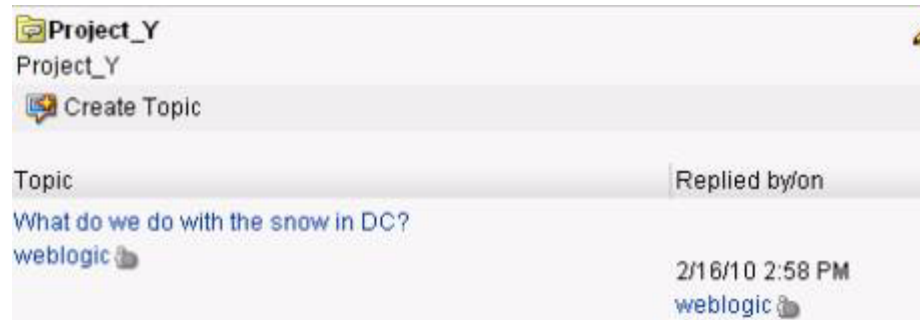 Project_Y
Project_Y
Create Topic
Topic Replied by/on
What do we do with the snow in DC?
weblogic
2/16/10 2:58 PM
weblogic